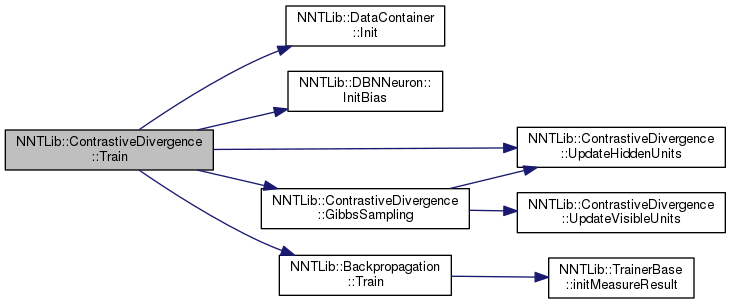 NNTLib::DataContainer
::Init
NNTLib::DBNNeuron::
InitBias
NNTLib::ContrastiveDivergence
::Train
NNTLib::ContrastiveDivergence
::UpdateHiddenUnits
NNTLib::ContrastiveDivergence
::GibbsSampling
NNTLib::ContrastiveDivergence
::UpdateVisibleUnits
NNTLib::Backpropagation
::Train
NNTLib::TrainerBase
::initMeasureResult